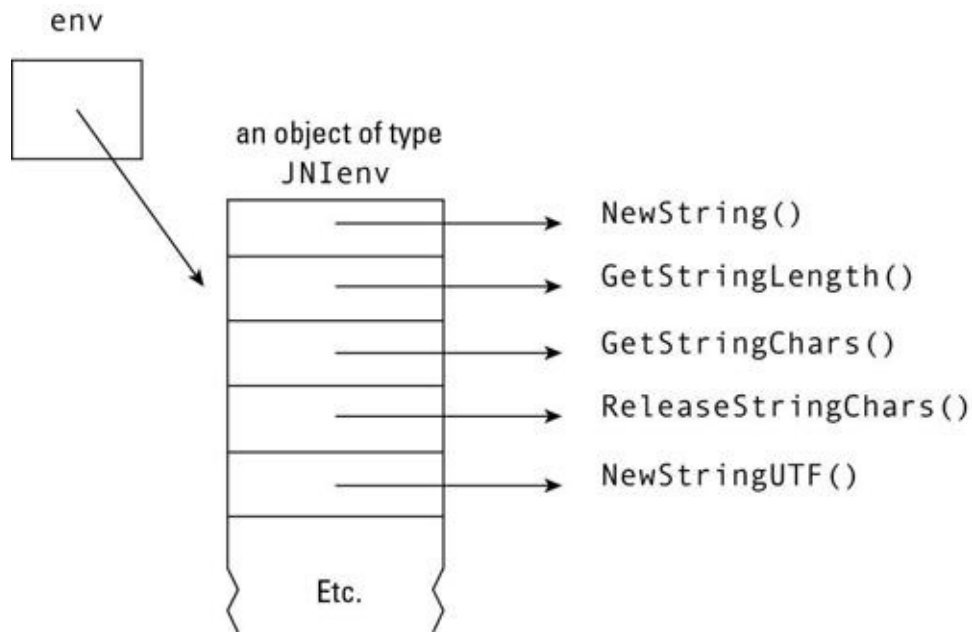 env
an object of type
JNIenv
NewString()
GetStringLength()
GetStringChars()
ReleaseStringChars()
NewStringUTF()
Etc.